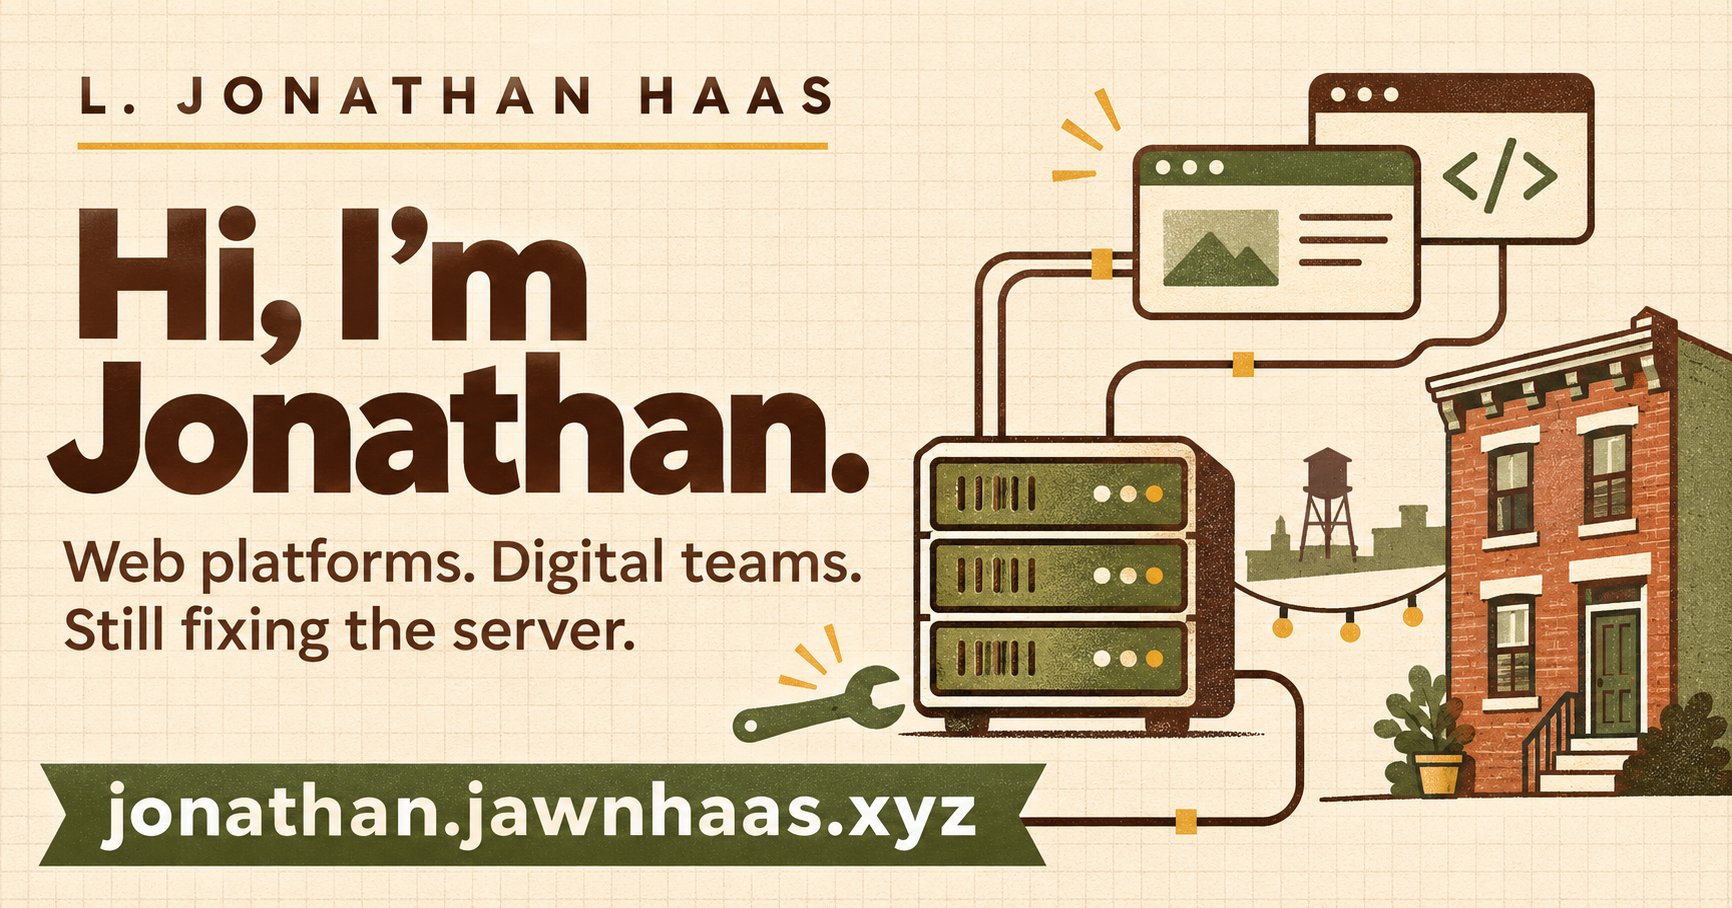 L. JONATHAN HAAS
Hi, I’m
Jonathan.
Web platforms. Digital teams.
Still fixing the server.
jonathan.jawnhaas.xyz